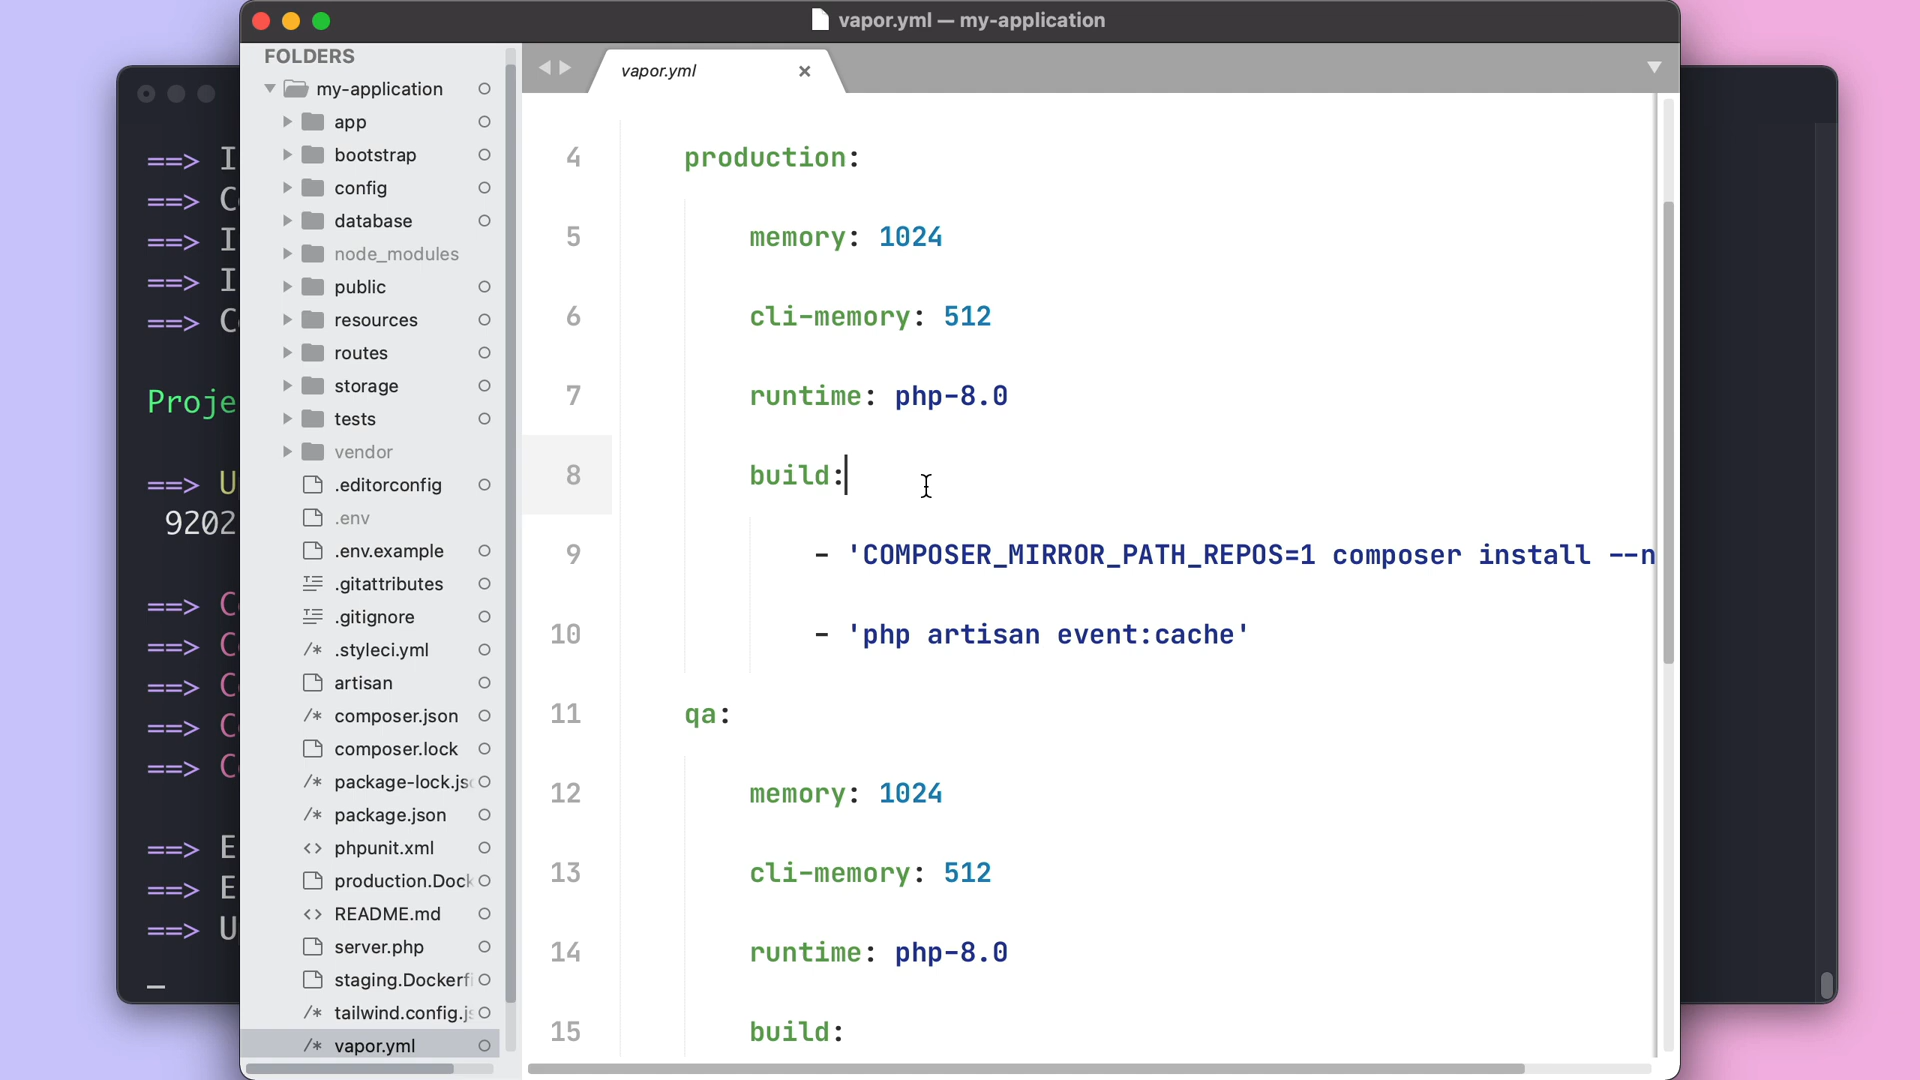 vapor.yml — my-application
FOLDERS
my-application
app
bootstrap
config
database
node_modules
public
resources
routes
storage
tests
vendor
.editorconfig
.env
.env.example
.gitattributes
.gitignore
/* .styleci.yml
artisan
/* composer.json
composer.lock
/* package-lock.js
/* package.json
<> phpunit.xml
production.Dock
<> README.md
server.php
staging.Dockerfi
/* tailwind.config.js
/* vapor.yml
vapor.yml
4 production:
5 memory: 1024
6 cli-memory: 512
7 runtime: php-8.0
8 build:
9 - 'COMPOSER_MIRROR_PATH_REPOS=1 composer install --n
10 - 'php artisan event:cache'
11 qa:
12 memory: 1024
13 cli-memory: 512
14 runtime: php-8.0
15 build:
==> I
==> C
==> I
==> I
==> C
Proje
==> U
9202
==> C
==> C
==> C
==> C
==> C
==> E
==> E
==> U